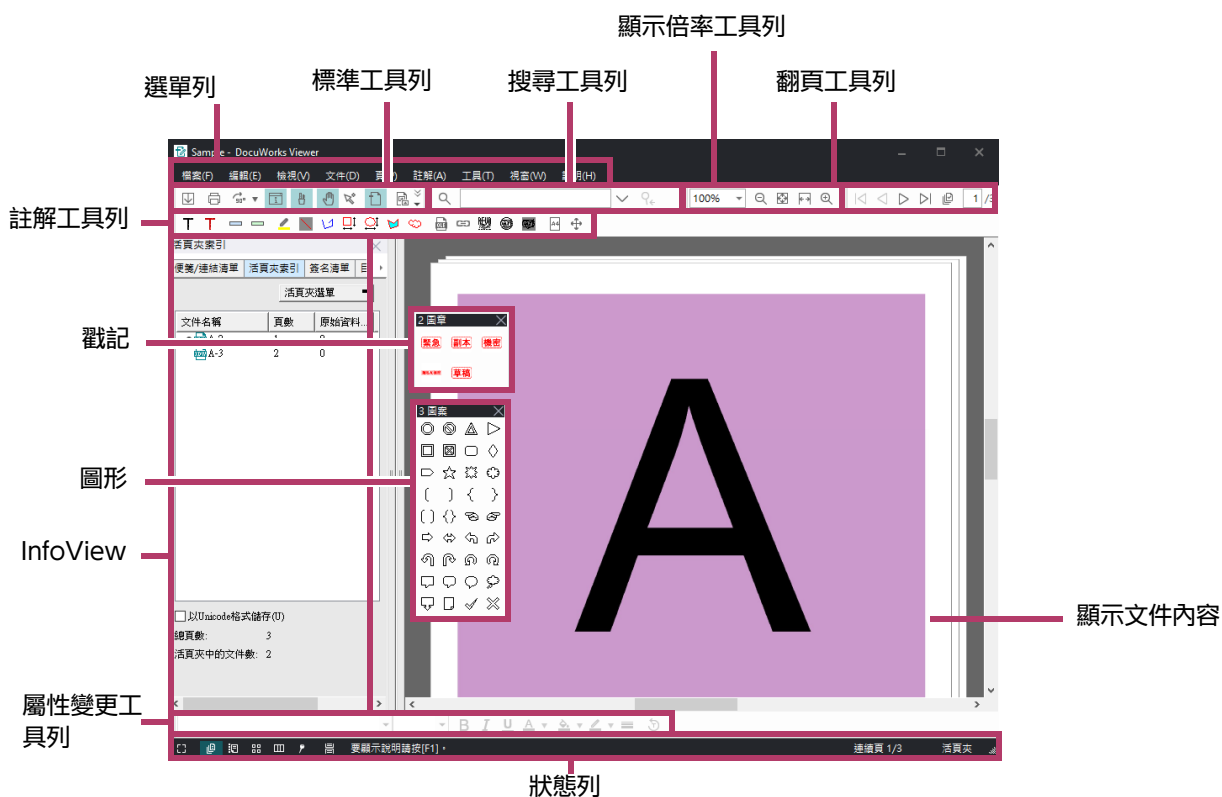 顯示倍率工具列
選單列
標準工具列
搜尋工具列
翻頁工具列
Sample - DocuWorks Viewer
檔案(F) 編輯(E) 檢視(V) 文件(D) 註解(A) 工具(T) 視窗(W)
100%
1 /3
註解工具列
活頁夾索引
便箋/連結清單 活頁夾索引 簽名清單
活頁夾選單
文件名稱 頁數 原始資料...
A-3 2 0
戳記
2 圖章
緊急 副本 機密
草稿
3 圖案
圖形
InfoView
A
以Unicode格式儲存(U)
總頁數: 3
活頁夾中的文件數: 2
顯示文件內容
屬性變更工
具列
B I U A
要顯示說明請按[F1]。
連續頁 1/3 活頁夾
狀態列